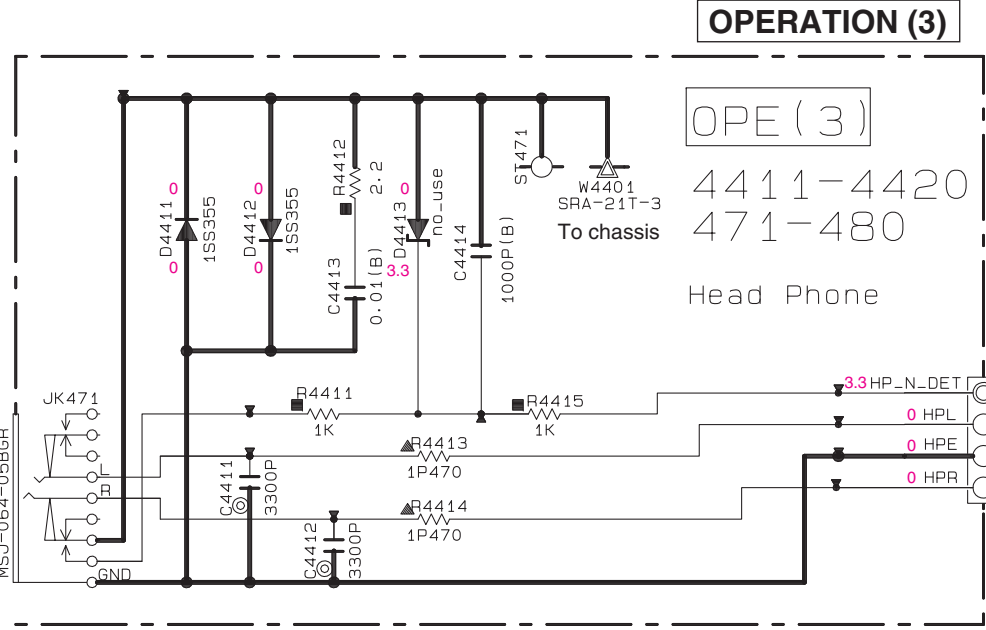 OPERATION (3)
OPE(3)
4411-4420
471-480
Head Phone
R4412
2.2
ST471
W4401
SRA-21T-3
To chassis
0
D4411
1SS355
0
0
D4412
1SS355
0
0
D4413
no_use
3.3
C4413
0.01(B)
C4414
1000P(B)
JK471
MSJ-064-05BGR
L
R
GND
R4411
1K
R4415
1K
R4413
1P470
R4414
1P470
C4411
3300P
C4412
3300P
3.3 HP_N_DET
0 HPL
0 HPE
0 HPR